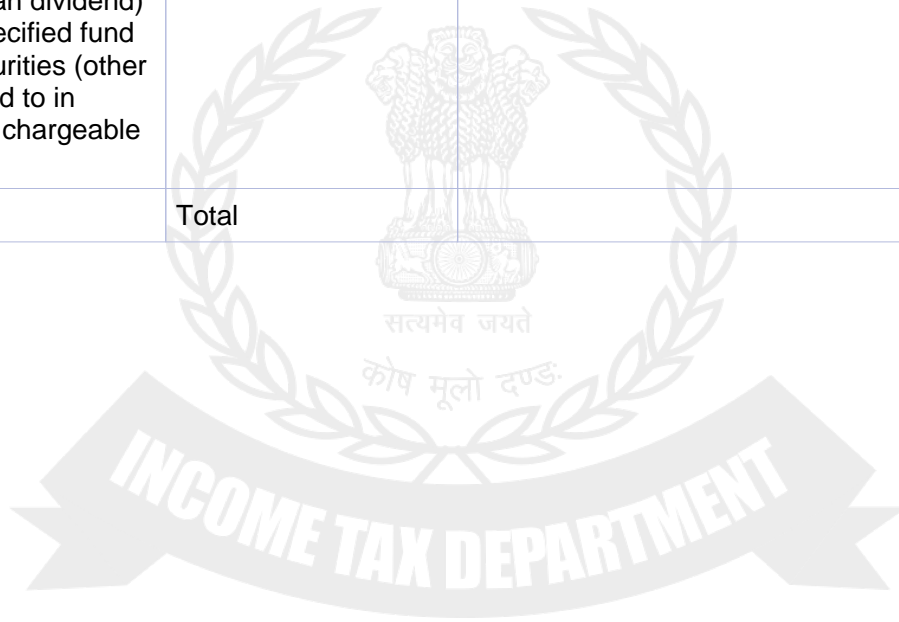 an dividend)
ecified fund
urities (other
d to in
chargeable
Total
सत्यमेव जयते
कोष मूलो दण्डः
INCOME TAX DEPARTMENT